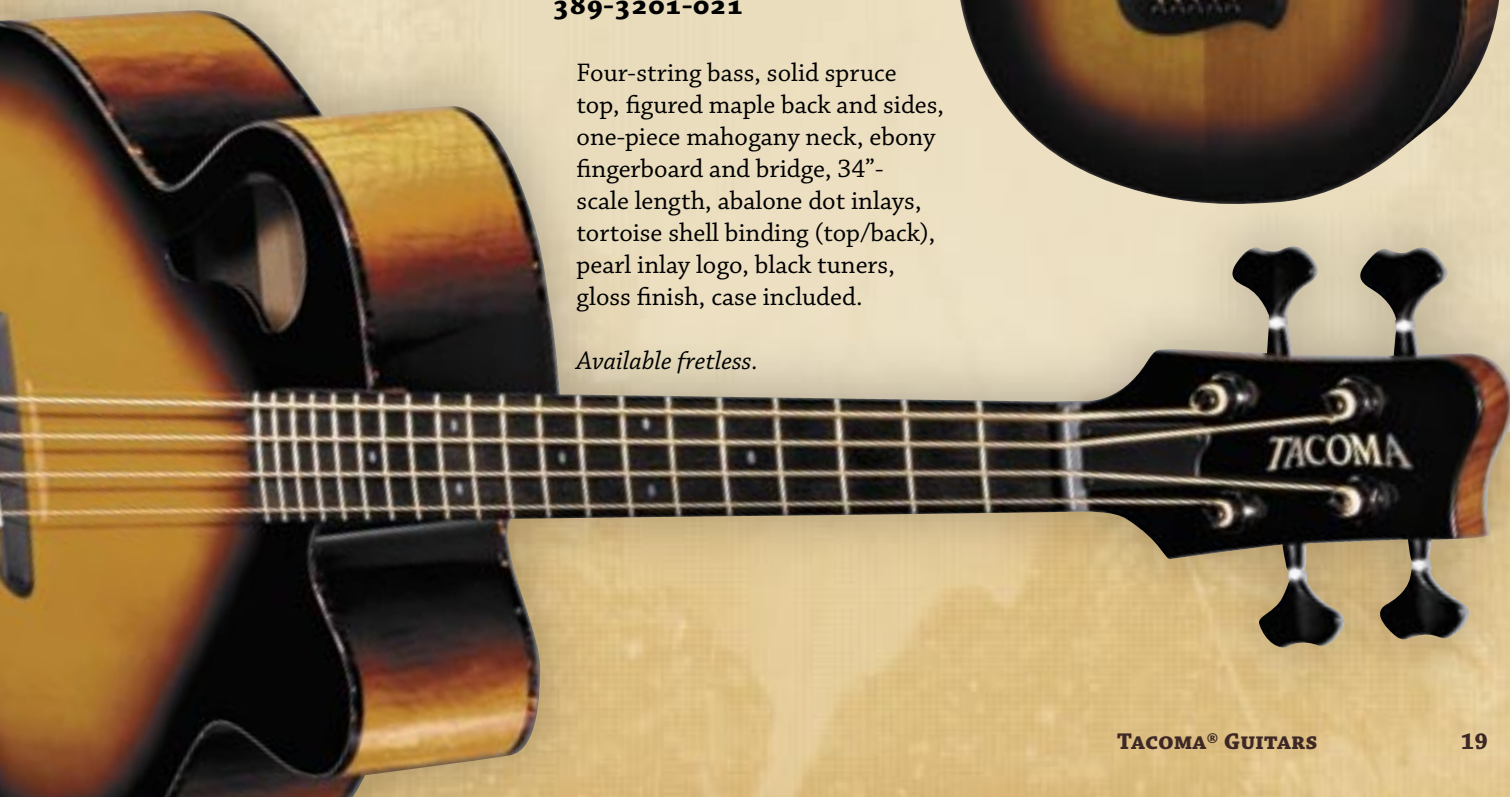 389-3201-021
Four-string bass, solid spruce
top, figured maple back and sides,
one-piece mahogany neck, ebony
fingerboard and bridge, 34”-
scale length, abalone dot inlays,
tortoise shell binding (top/back),
pearl inlay logo, black tuners,
gloss finish, case included.
Available fretless.
TACOMA
Tacoma® Guitars
19